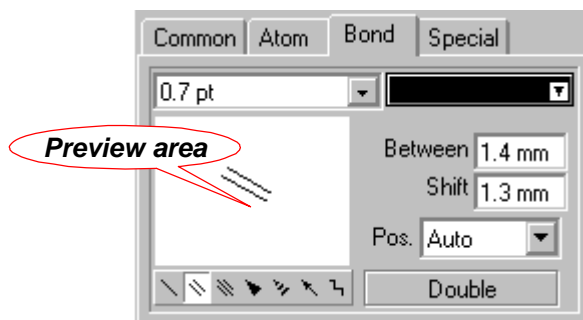 Common Atom Bond Special
0.7 pt
Preview area
Between 1.4 mm
Shift 1.3 mm
Pos. Auto
Double